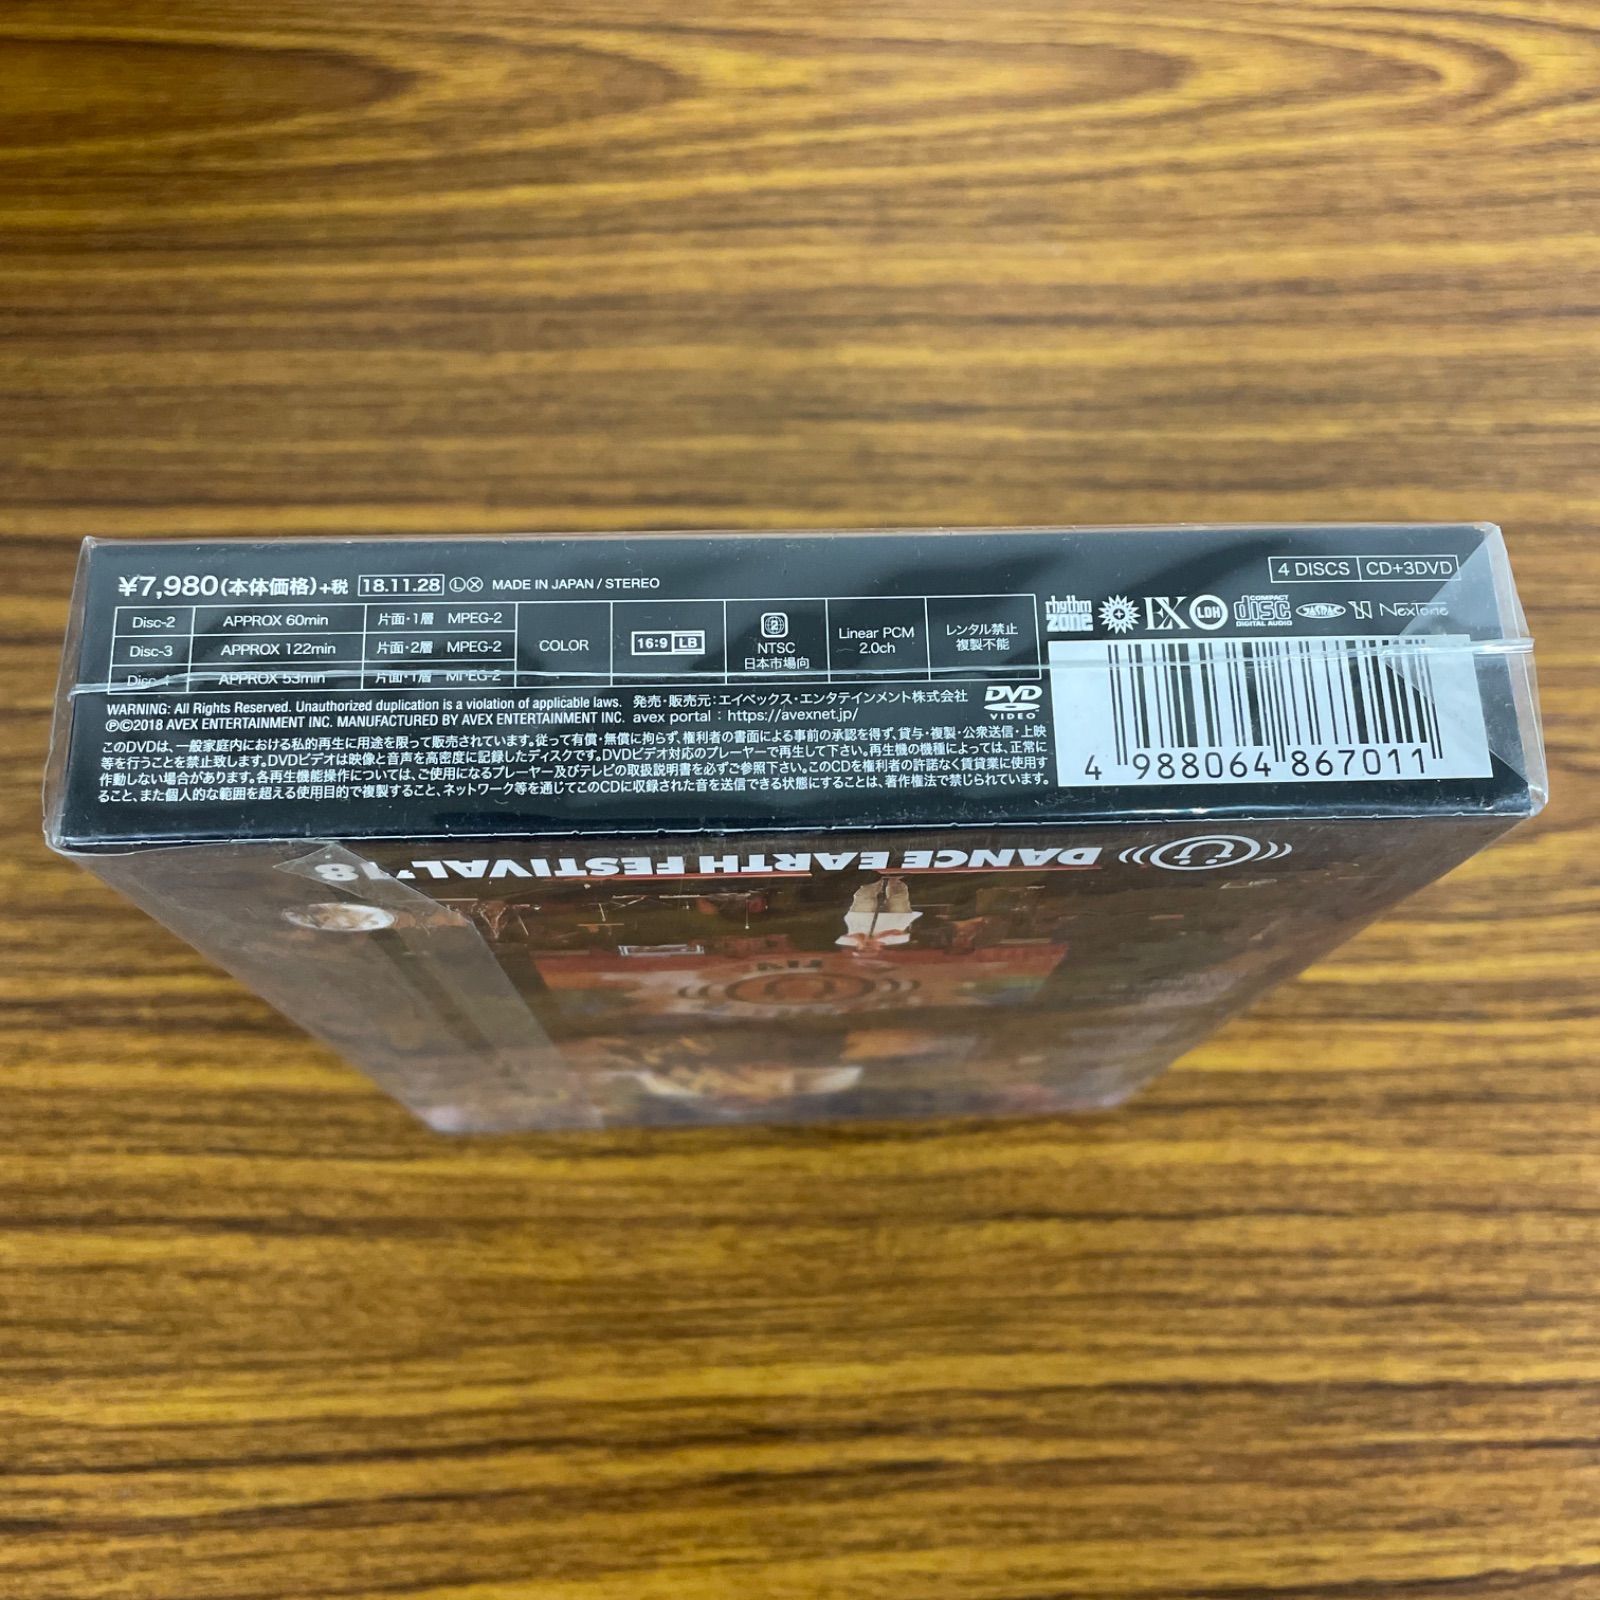 ¥7,980(本体価格)+税 18.11.28 ⓁⓍ MADE IN JAPAN / STEREO
4 DISCS CD+3DVD
Disc-2 APPROX 60min 片面・1層 MPEG-2
Disc-3 APPROX 122min 片面・2層 MPEG-2
Disc-4 APPROX 53min 片面・1層 MPEG-2
COLOR
16:9 LB
2
NTSC
日本市場向
Linear PCM
2.0ch
レンタル禁止
複製不能
rhythm
zone
EX LDH
COMPACT
disc
DIGITAL AUDIO
JASRAC
N NexTone
WARNING: All Rights Reserved. Unauthorized duplication is a violation of applicable laws. 発売・販売元：エイベックス・エンタテインメント株式会社
ⓅⒸ2018 AVEX ENTERTAINMENT INC. MANUFACTURED BY AVEX ENTERTAINMENT INC. avex portal : https://avexnet.jp/
DVD
VIDEO
このDVDは、一般家庭内における私的再生に用途を限って販売されています。従って有償・無償に拘らず、権利者の書面による事前の承認を得ず、貸与・複製・公衆送信・上映
等を行うことを禁止致します。DVDビデオは映像と音声を高密度に記録したディスクです。DVDビデオ対応のプレーヤーで再生して下さい。再生機の機種によっては、正常に
作動しない場合があります。各再生機能操作については、ご使用になるプレーヤー及びテレビの取扱説明書を必ずご参照下さい。このCDを権利者の許諾なく賃貸業に使用す
ること、また個人的な範囲を超える使用目的で複製すること、ネットワーク等を通じてこのCDに収録された音を送信できる状態にすることは、著作権法で禁じられています。
4 988064 867011
DANCE EARTH FESTIVAL '18